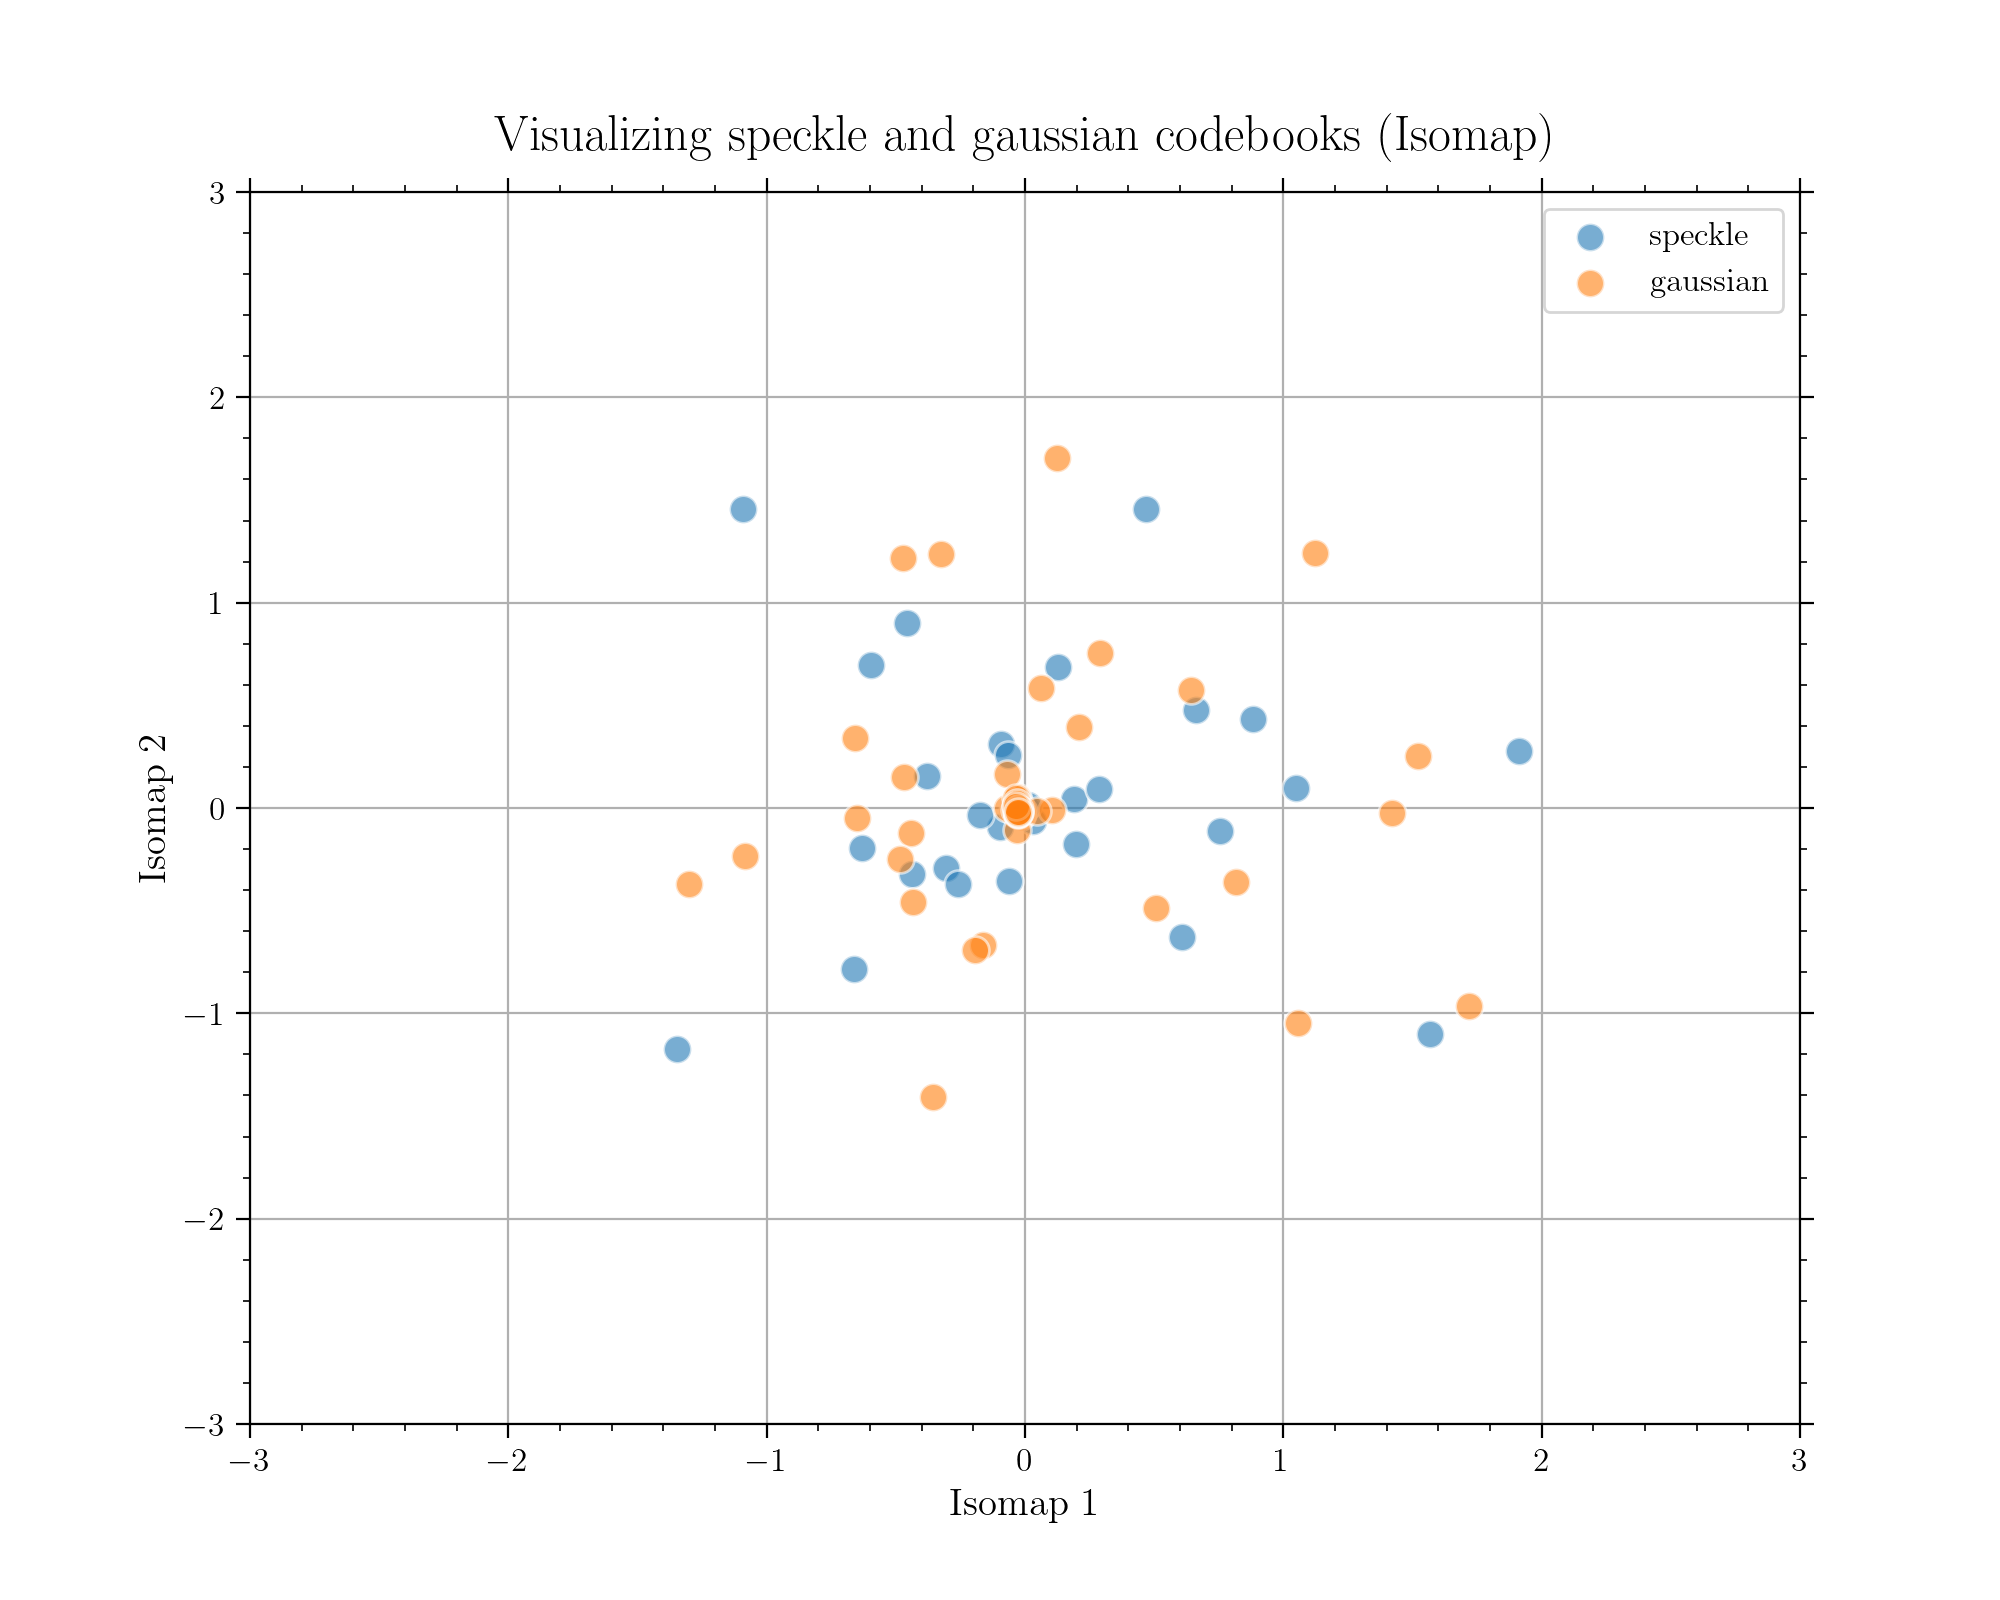 Visualizing speckle and gaussian codebooks (Isomap)
speckle
gaussian
3
2
1
0
−1
−2
−3
Isomap 2
−3 −2 −1 0 1 2 3
Isomap 1